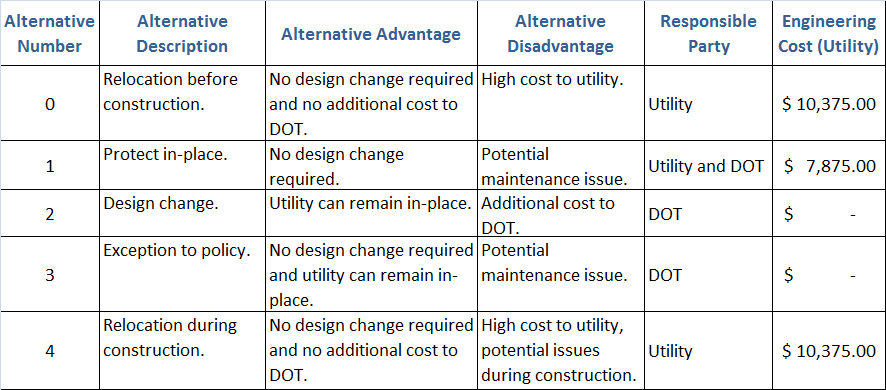 Alternative Number
Alternative Description
Alternative Advantage
Alternative Disadvantage
Responsible Party
Engineering Cost (Utility)
0
Relocation before
construction.
No design change required
and no additional cost to
DOT.
High cost to utility.
Utility
$ 10,375.00
1
Protect in-place.
No design change
required.
Potential
maintenance issue.
Utility and DOT
$ 7,875.00
2
Design change.
Utility can remain in-place.
Additional cost to
DOT.
DOT
$ -
3
Exception to policy.
No design change required
and utility can remain in-
place.
Potential
maintenance issue.
DOT
$ -
4
Relocation during
construction.
No design change required
and no additional cost to
DOT.
High cost to utility,
potential issues
during construction.
Utility
$ 10,375.00